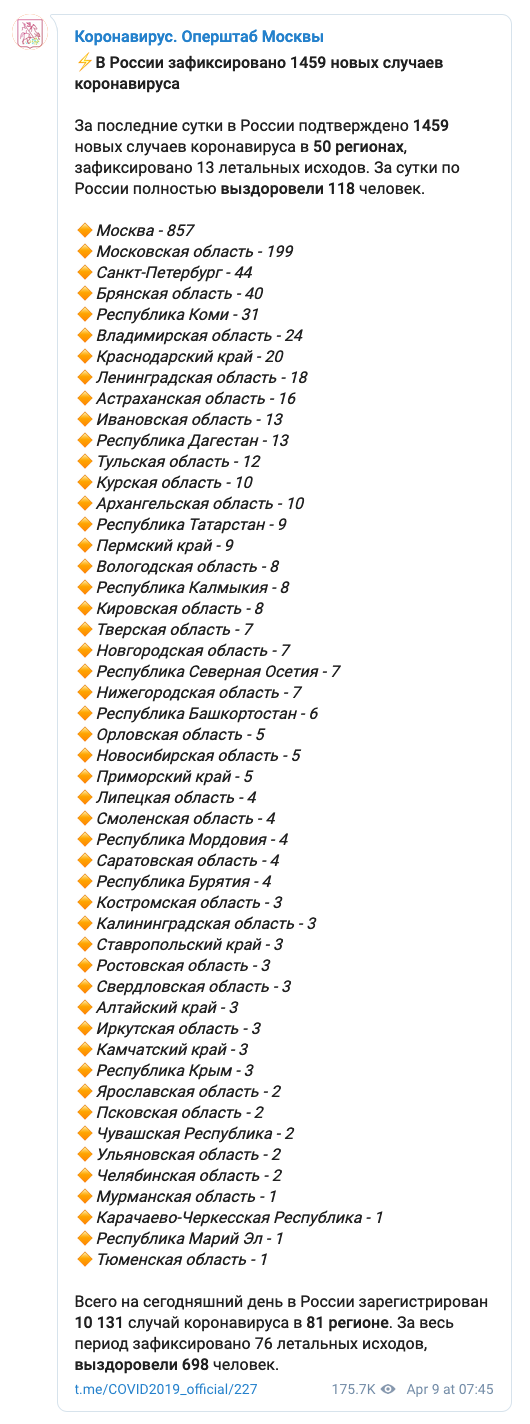 Коронавирус. Оперштаб Москвы
⚡В России зафиксировано 1459 новых случаев
коронавируса
За последние сутки в России подтверждено 1459
новых случаев коронавируса в 50 регионах,
зафиксировано 13 летальных исходов. За сутки по
России полностью выздоровели 118 человек.
🔸Москва - 857
🔸Московская область - 199
🔸Санкт-Петербург - 44
🔸Брянская область - 40
🔸Республика Коми - 31
🔸Владимирская область - 24
🔸Краснодарский край - 20
🔸Ленинградская область - 18
🔸Астраханская область - 16
🔸Ивановская область - 13
🔸Республика Дагестан - 13
🔸Тульская область - 12
🔸Курская область - 10
🔸Архангельская область - 10
🔸Республика Татарстан - 9
🔸Пермский край - 9
🔸Вологодская область - 8
🔸Республика Калмыкия - 8
🔸Кировская область - 8
🔸Тверская область - 7
🔸Новгородская область - 7
🔸Республика Северная Осетия - 7
🔸Нижегородская область - 7
🔸Республика Башкортостан - 6
🔸Орловская область - 5
🔸Новосибирская область - 5
🔸Приморский край - 5
🔸Липецкая область - 4
🔸Смоленская область - 4
🔸Республика Мордовия - 4
🔸Саратовская область - 4
🔸Республика Бурятия - 4
🔸Костромская область - 3
🔸Калининградская область - 3
🔸Ставропольский край - 3
🔸Ростовская область - 3
🔸Свердловская область - 3
🔸Алтайский край - 3
🔸Иркутская область - 3
🔸Камчатский край - 3
🔸Республика Крым - 3
🔸Ярославская область - 2
🔸Псковская область - 2
🔸Чувашская Республика - 2
🔸Ульяновская область - 2
🔸Челябинская область - 2
🔸Мурманская область - 1
🔸Карачаево-Черкесская Республика - 1
🔸Республика Марий Эл - 1
🔸Тюменская область - 1
Всего на сегодняшний день в России зарегистрирован
10 131 случай коронавируса в 81 регионе. За весь
период зафиксировано 76 летальных исходов,
выздоровели 698 человек.
t.me/COVID2019_official/227 175.7K Apr 9 at 07:45